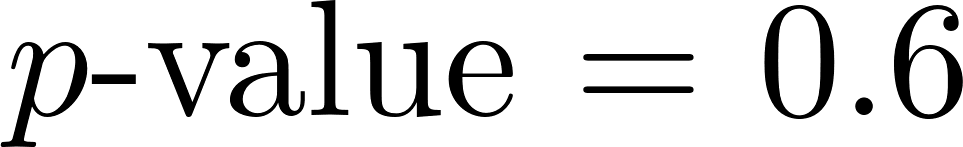 p-value = 0.6